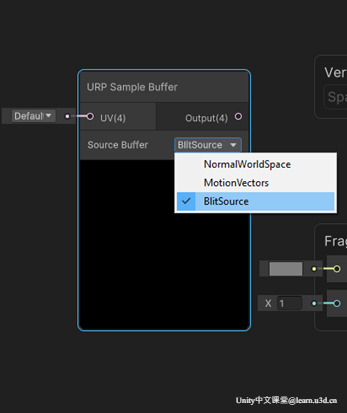 URP Sample Buffer
Defaul
UV(4)
Output(4)
Source Buffer
BlitSource
NormalWorldSpace
MotionVectors
BlitSource
Ver
Spa
Frag
X 1
Unity中文课堂@learn.u3d.cn